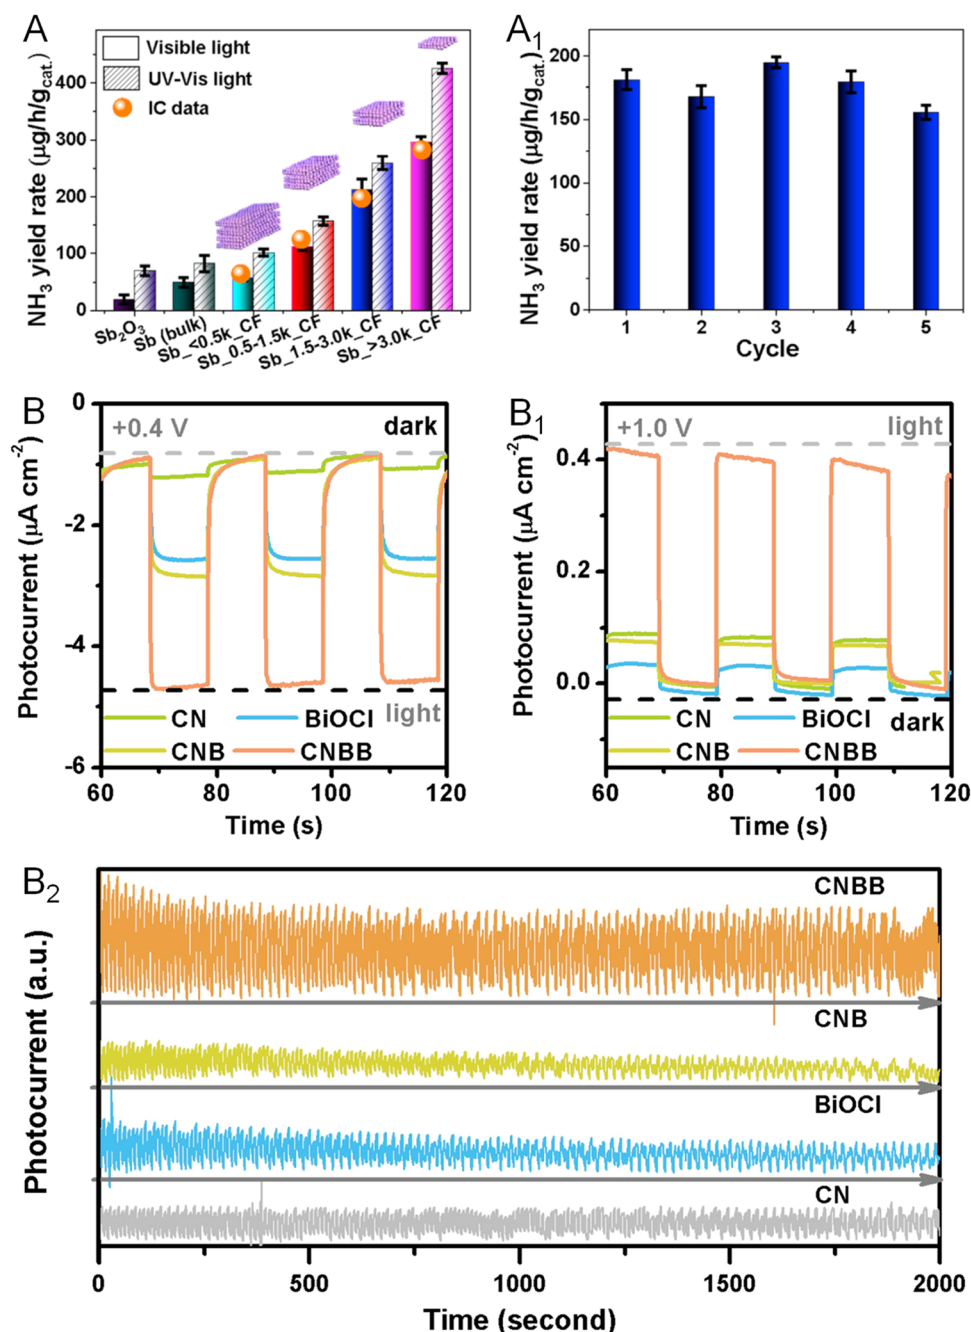 A
NH3 yield rate (μg/h/gcat.)
400
300
200
100
0
Visible light
UV-Vis light
IC data
Sb2O3
Sb (bulk)
Sb_<0.5k_CF
Sb_0.5-1.5k_CF
Sb_1.5-3.0k_CF
Sb_>3.0k_CF
A1
NH3 yield rate (μg/h/gcat.)
200
150
100
50
0
1 2 3 4 5
Cycle
B
Photocurrent (μA cm-2)
0
-2
-4
-6
+0.4 V
dark
light
CN BiOCl
CNB CNBB
60 80 100 120
Time (s)
B1
Photocurrent (μA cm-2)
0.4
0.2
0.0
+1.0 V
light
dark
CN BiOCl
CNB CNBB
60 80 100 120
Time (s)
B2
Photocurrent (a.u.)
CNBB
CNB
BiOCl
CN
0 500 1000 1500 2000
Time (second)